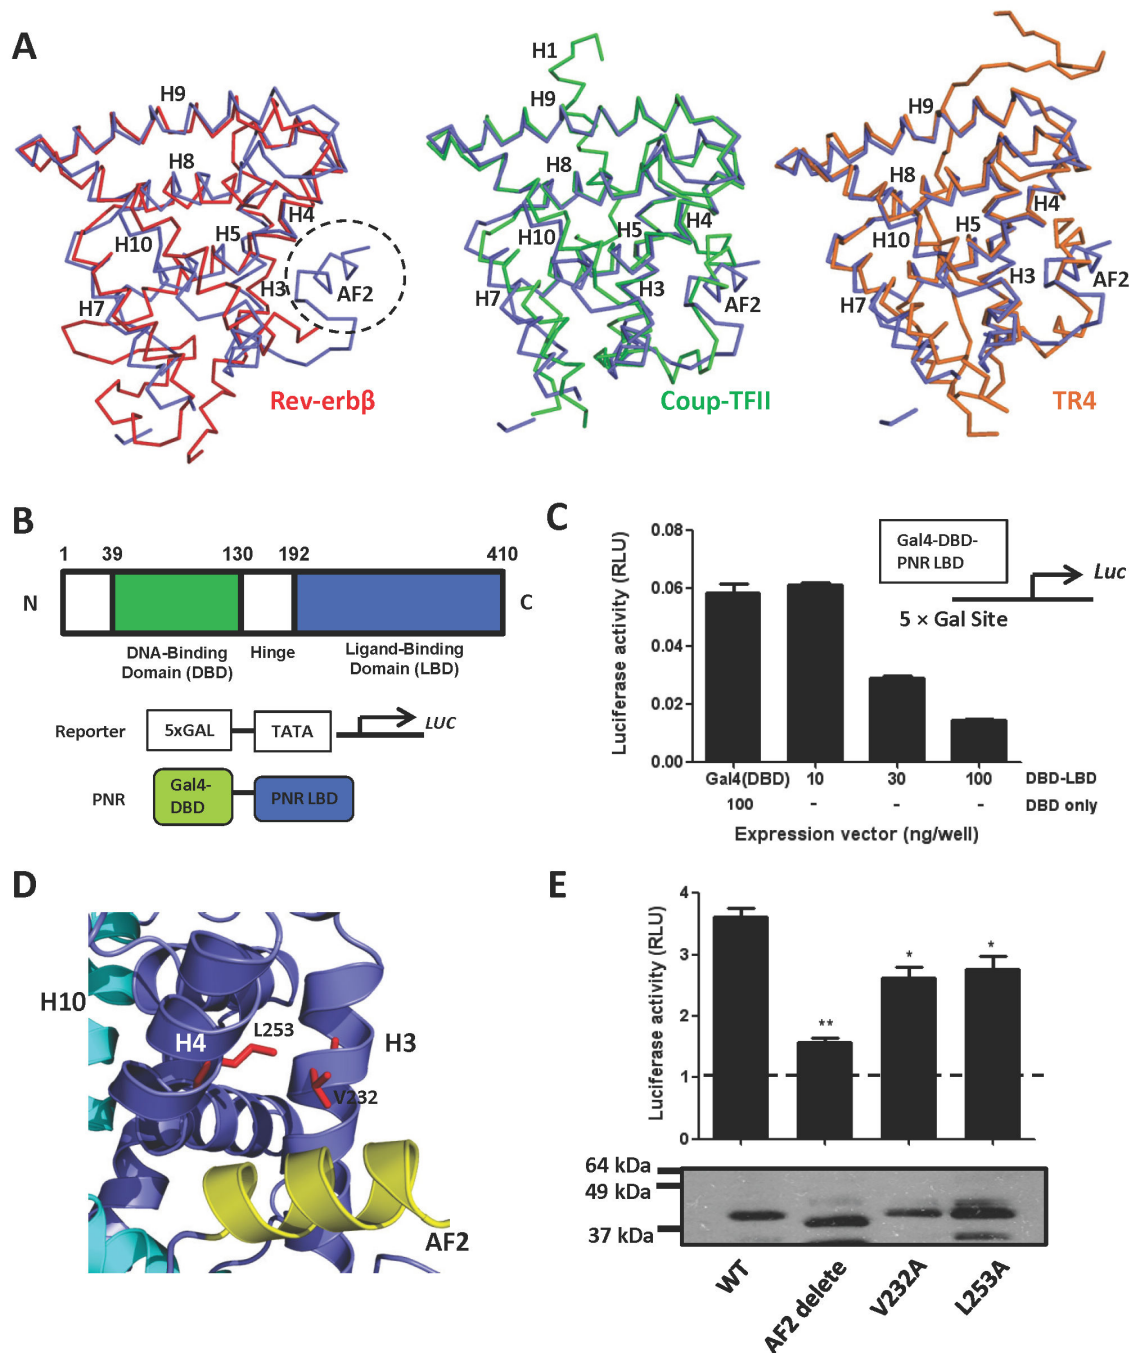 A
H9
H8
H4
H10
H5
H3
AF2
H7
Rev-erbβ
H1
H9
H8
H4
H10
H5
H7
H3
AF2
Coup-TFII
H9
H8
H4
H10
H5
H3
AF2
H7
TR4
B
1 39 130 192 410
N C
DNA-Binding Domain (DBD)
Hinge
Ligand-Binding Domain (LBD)
Reporter 5xGAL TATA LUC
PNR Gal4-DBD PNR LBD
C
Luciferase activity (RLU)
0.08
0.06
0.04
0.02
0.00
Gal4-DBD-
PNR LBD
Luc
5 × Gal Site
Gal4(DBD) 10 30 100 DBD-LBD
100 - - - DBD only
Expression vector (ng/well)
D
H10
H4
L253
H3
V232
AF2
E
Luciferase activity (RLU)
4
3
2
1
0
**
*
*
64 kDa
49 kDa
37 kDa
WT
AF2 delete
V232A
L253A